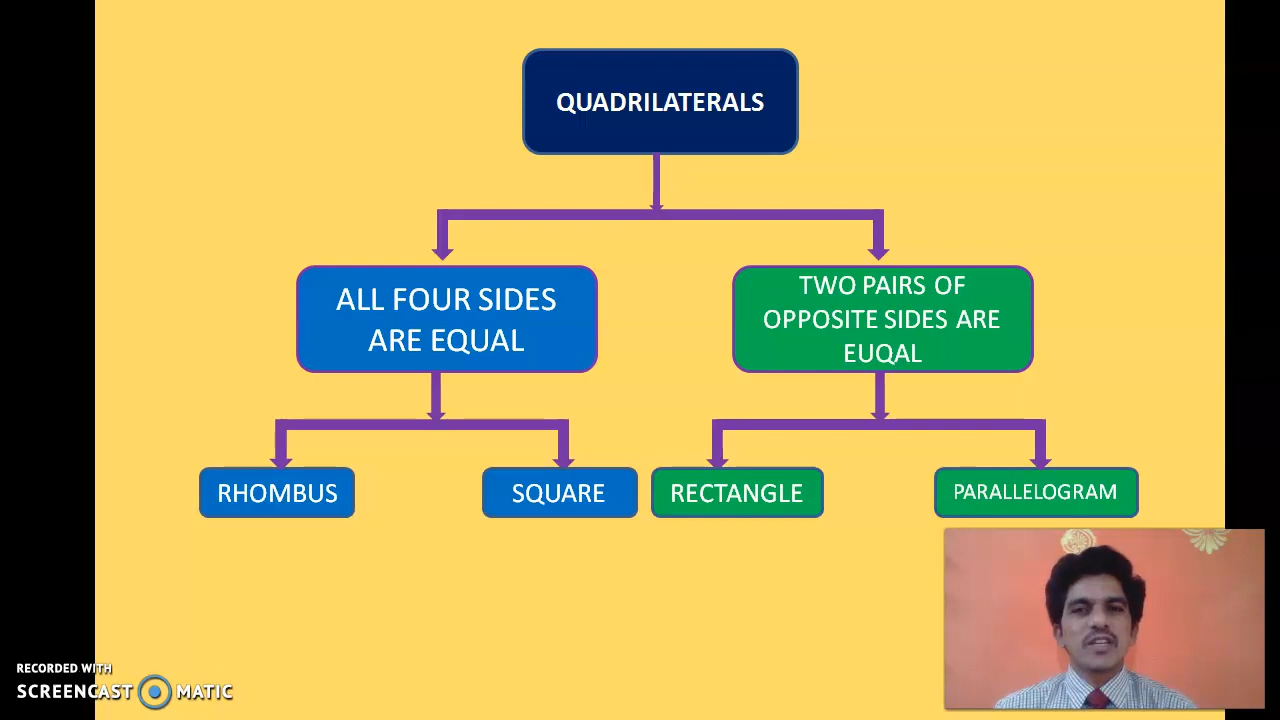 QUADRILATERALS
ALL FOUR SIDES
ARE EQUAL
TWO PAIRS OF
OPPOSITE SIDES ARE
EUQAL
RHOMBUS
SQUARE
RECTANGLE
PARALLELOGRAM
RECORDED WITH
SCREENCAST MATIC